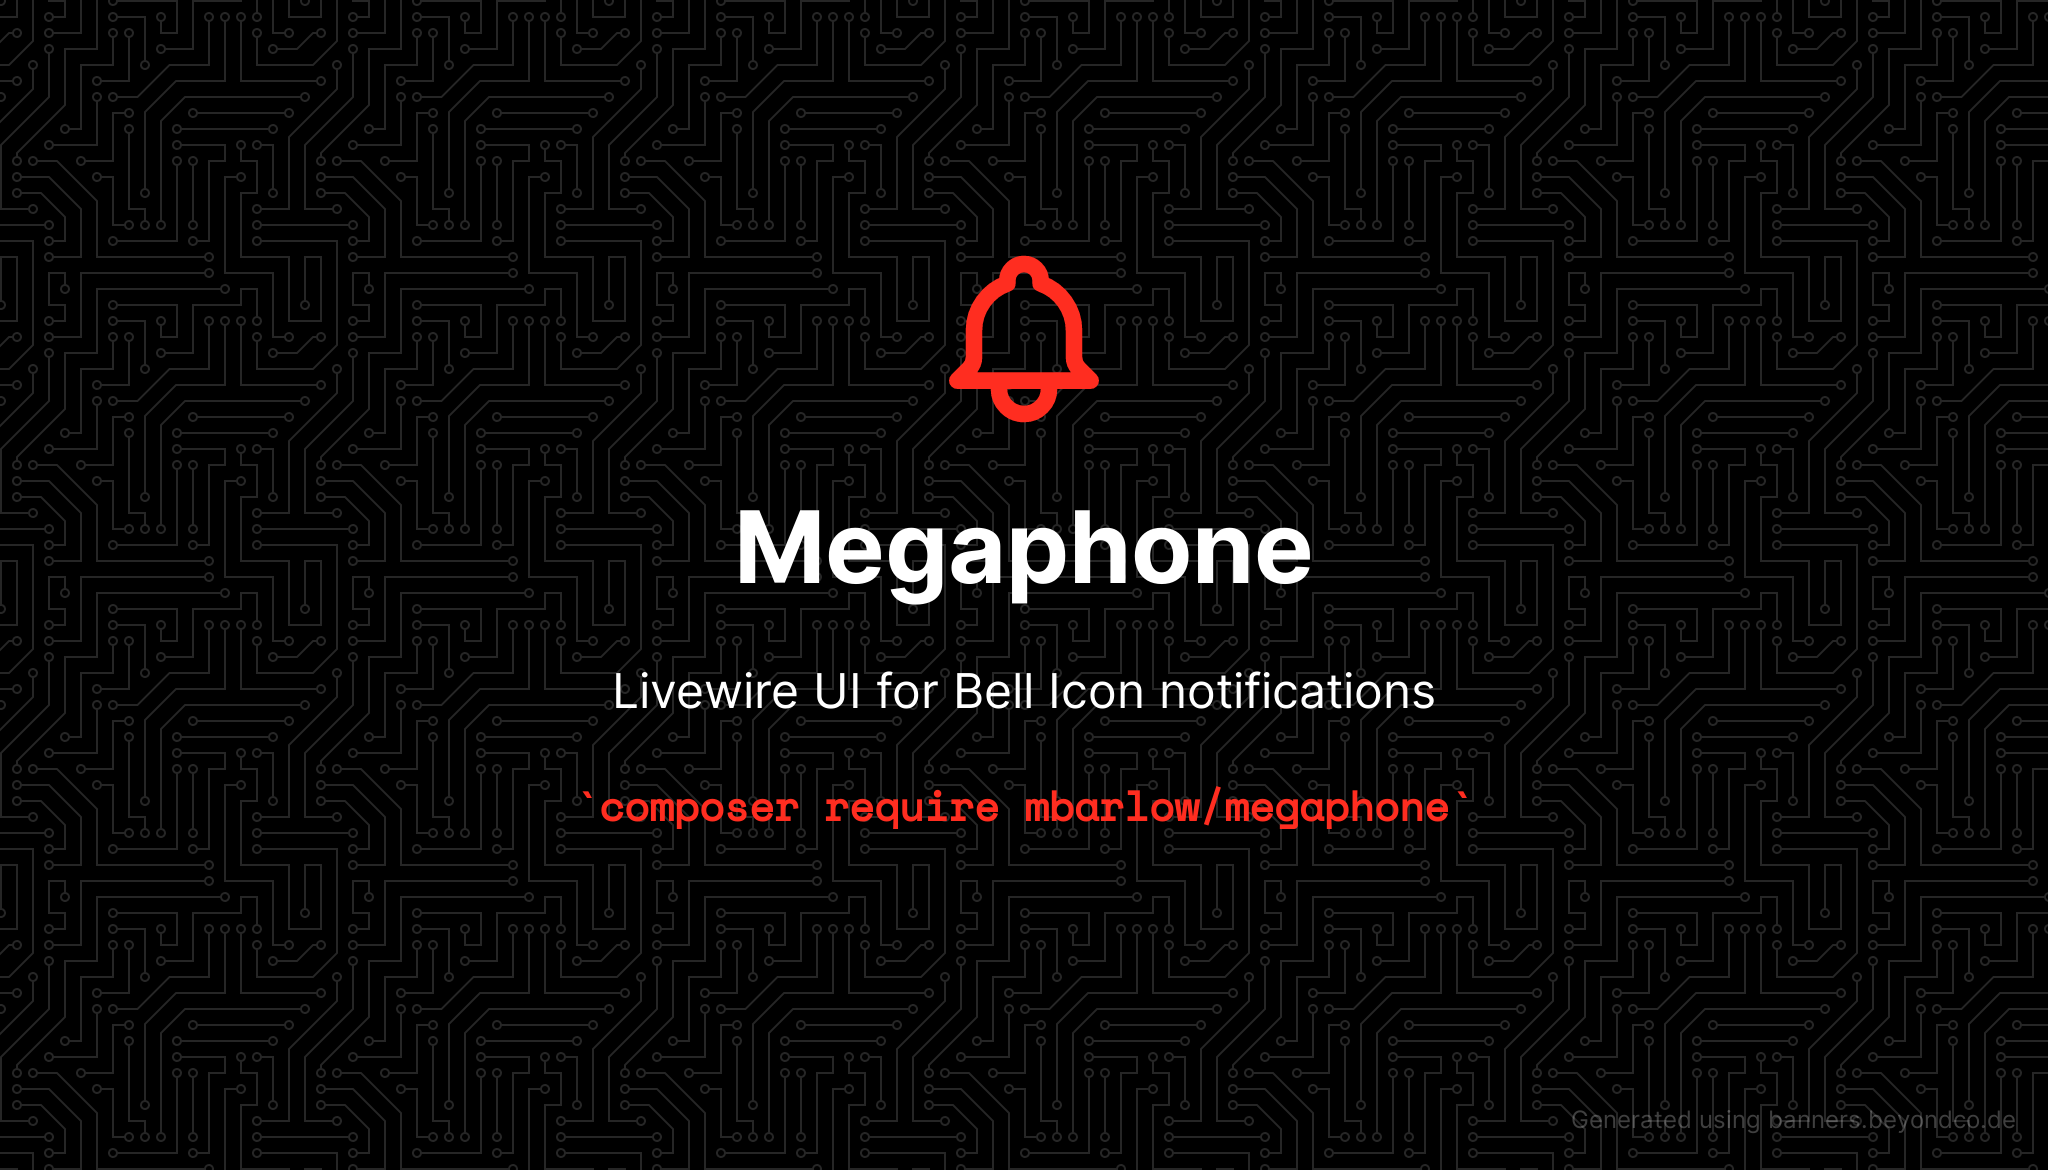 Megaphone
Livewire UI for Bell Icon notifications
`composer require mbarlow/megaphone`
Generated using banners.beyondco.de